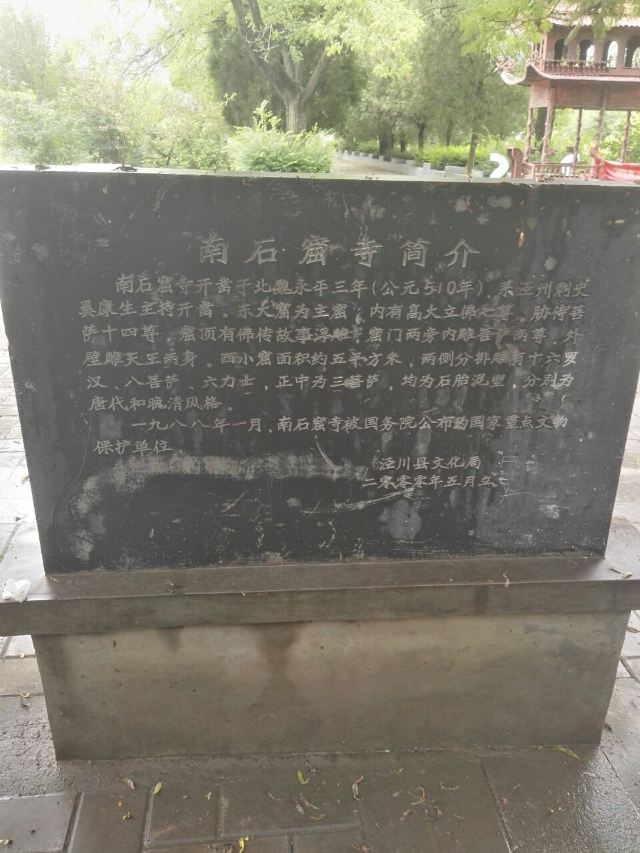 南石窟寺简介
南石窟寺开凿于北魏永平三年(公元510年),系泾州刺史
奚康生主持开凿。东大窟为主窟,内有高大立佛七尊,胁侍菩
萨十四尊,窟顶有佛传故事浮雕,窟门两旁内雕菩萨两尊,外
壁雕天王两身。西小窟面积约五平方米,两侧分排雕有十六罗
汉、八菩萨、六力士,正中为三菩萨,均为石胎泥塑,分别为
唐代和晚清风格。
一九八八年一月,南石窟寺被国务院公布为国家重点文物
保护单位
泾川县文化局
二零零零年五月立